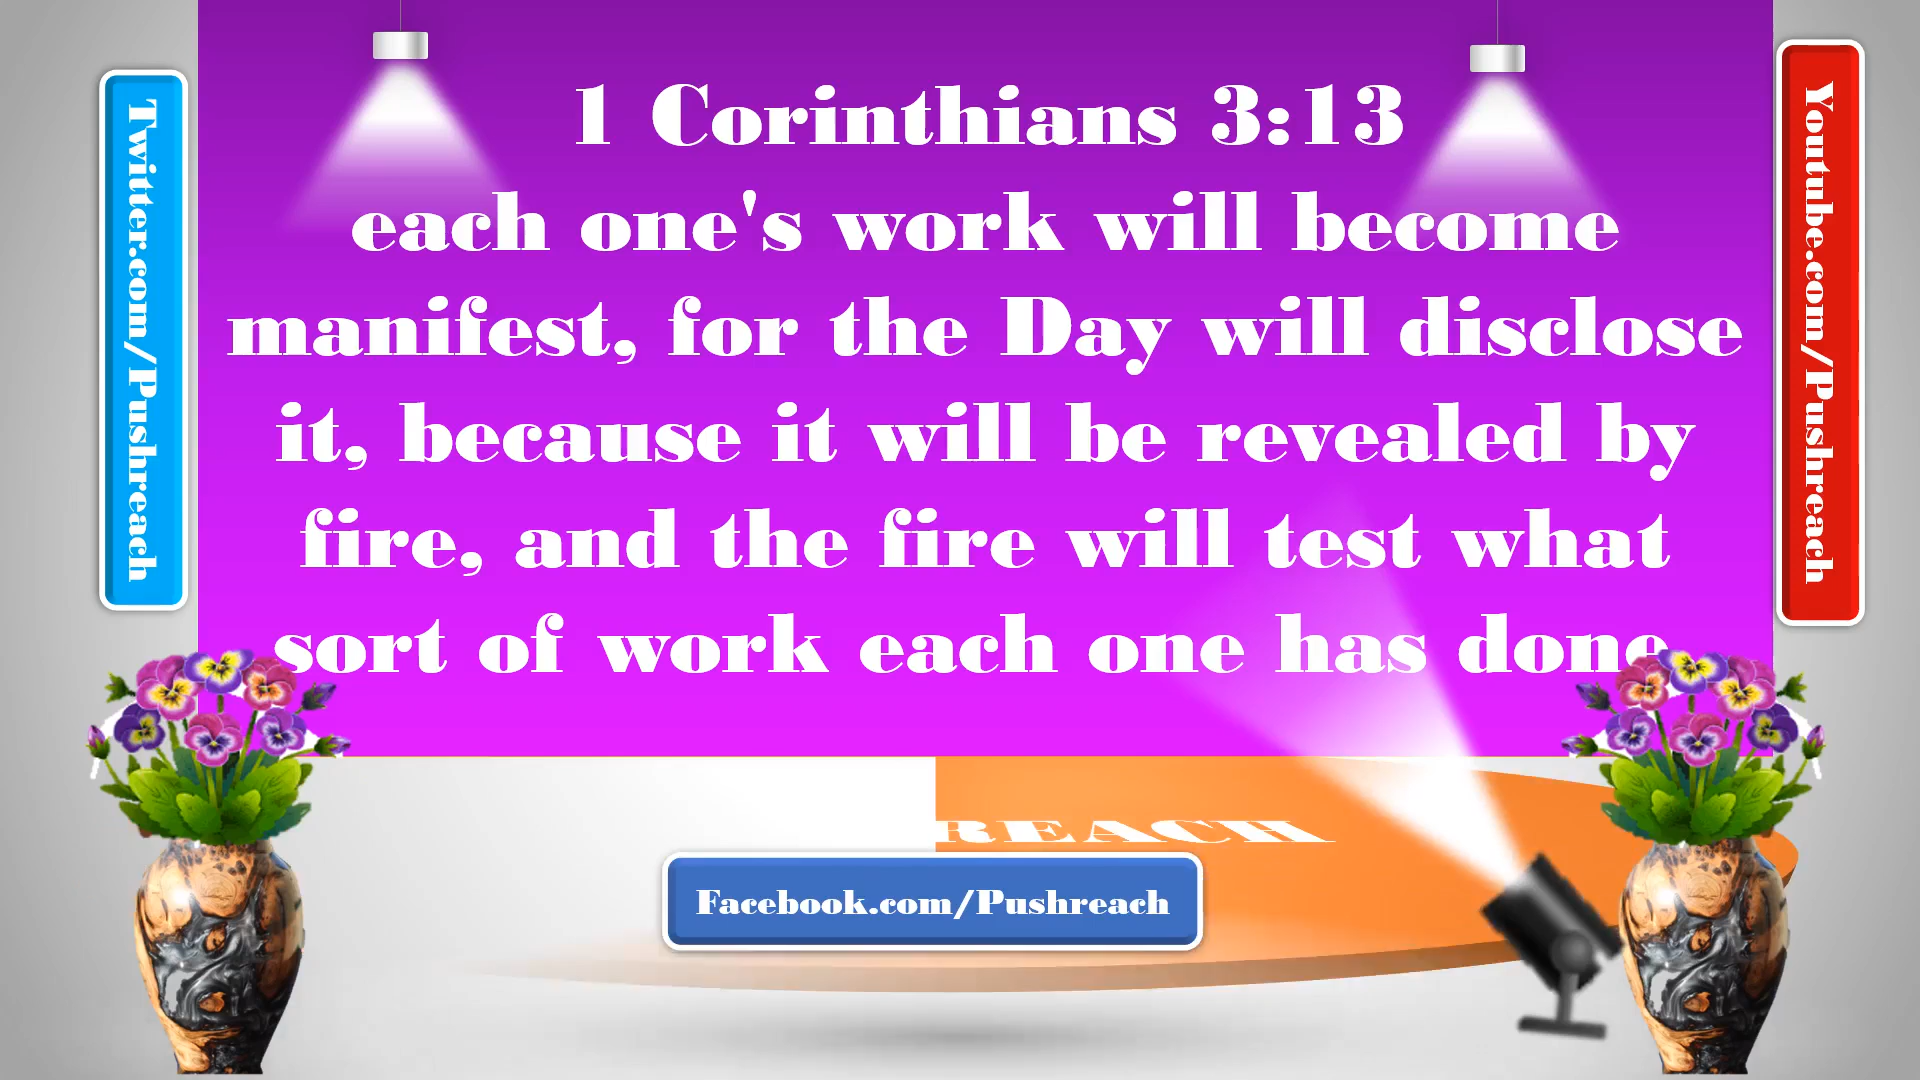 1 Corinthians 3:13
each one's work will become
manifest, for the Day will disclose
it, because it will be revealed by
fire, and the fire will test what
sort of work each one has done
Twitter.com/Pushreach
Youtube.com/Pushreach
REACH
Facebook.com/Pushreach